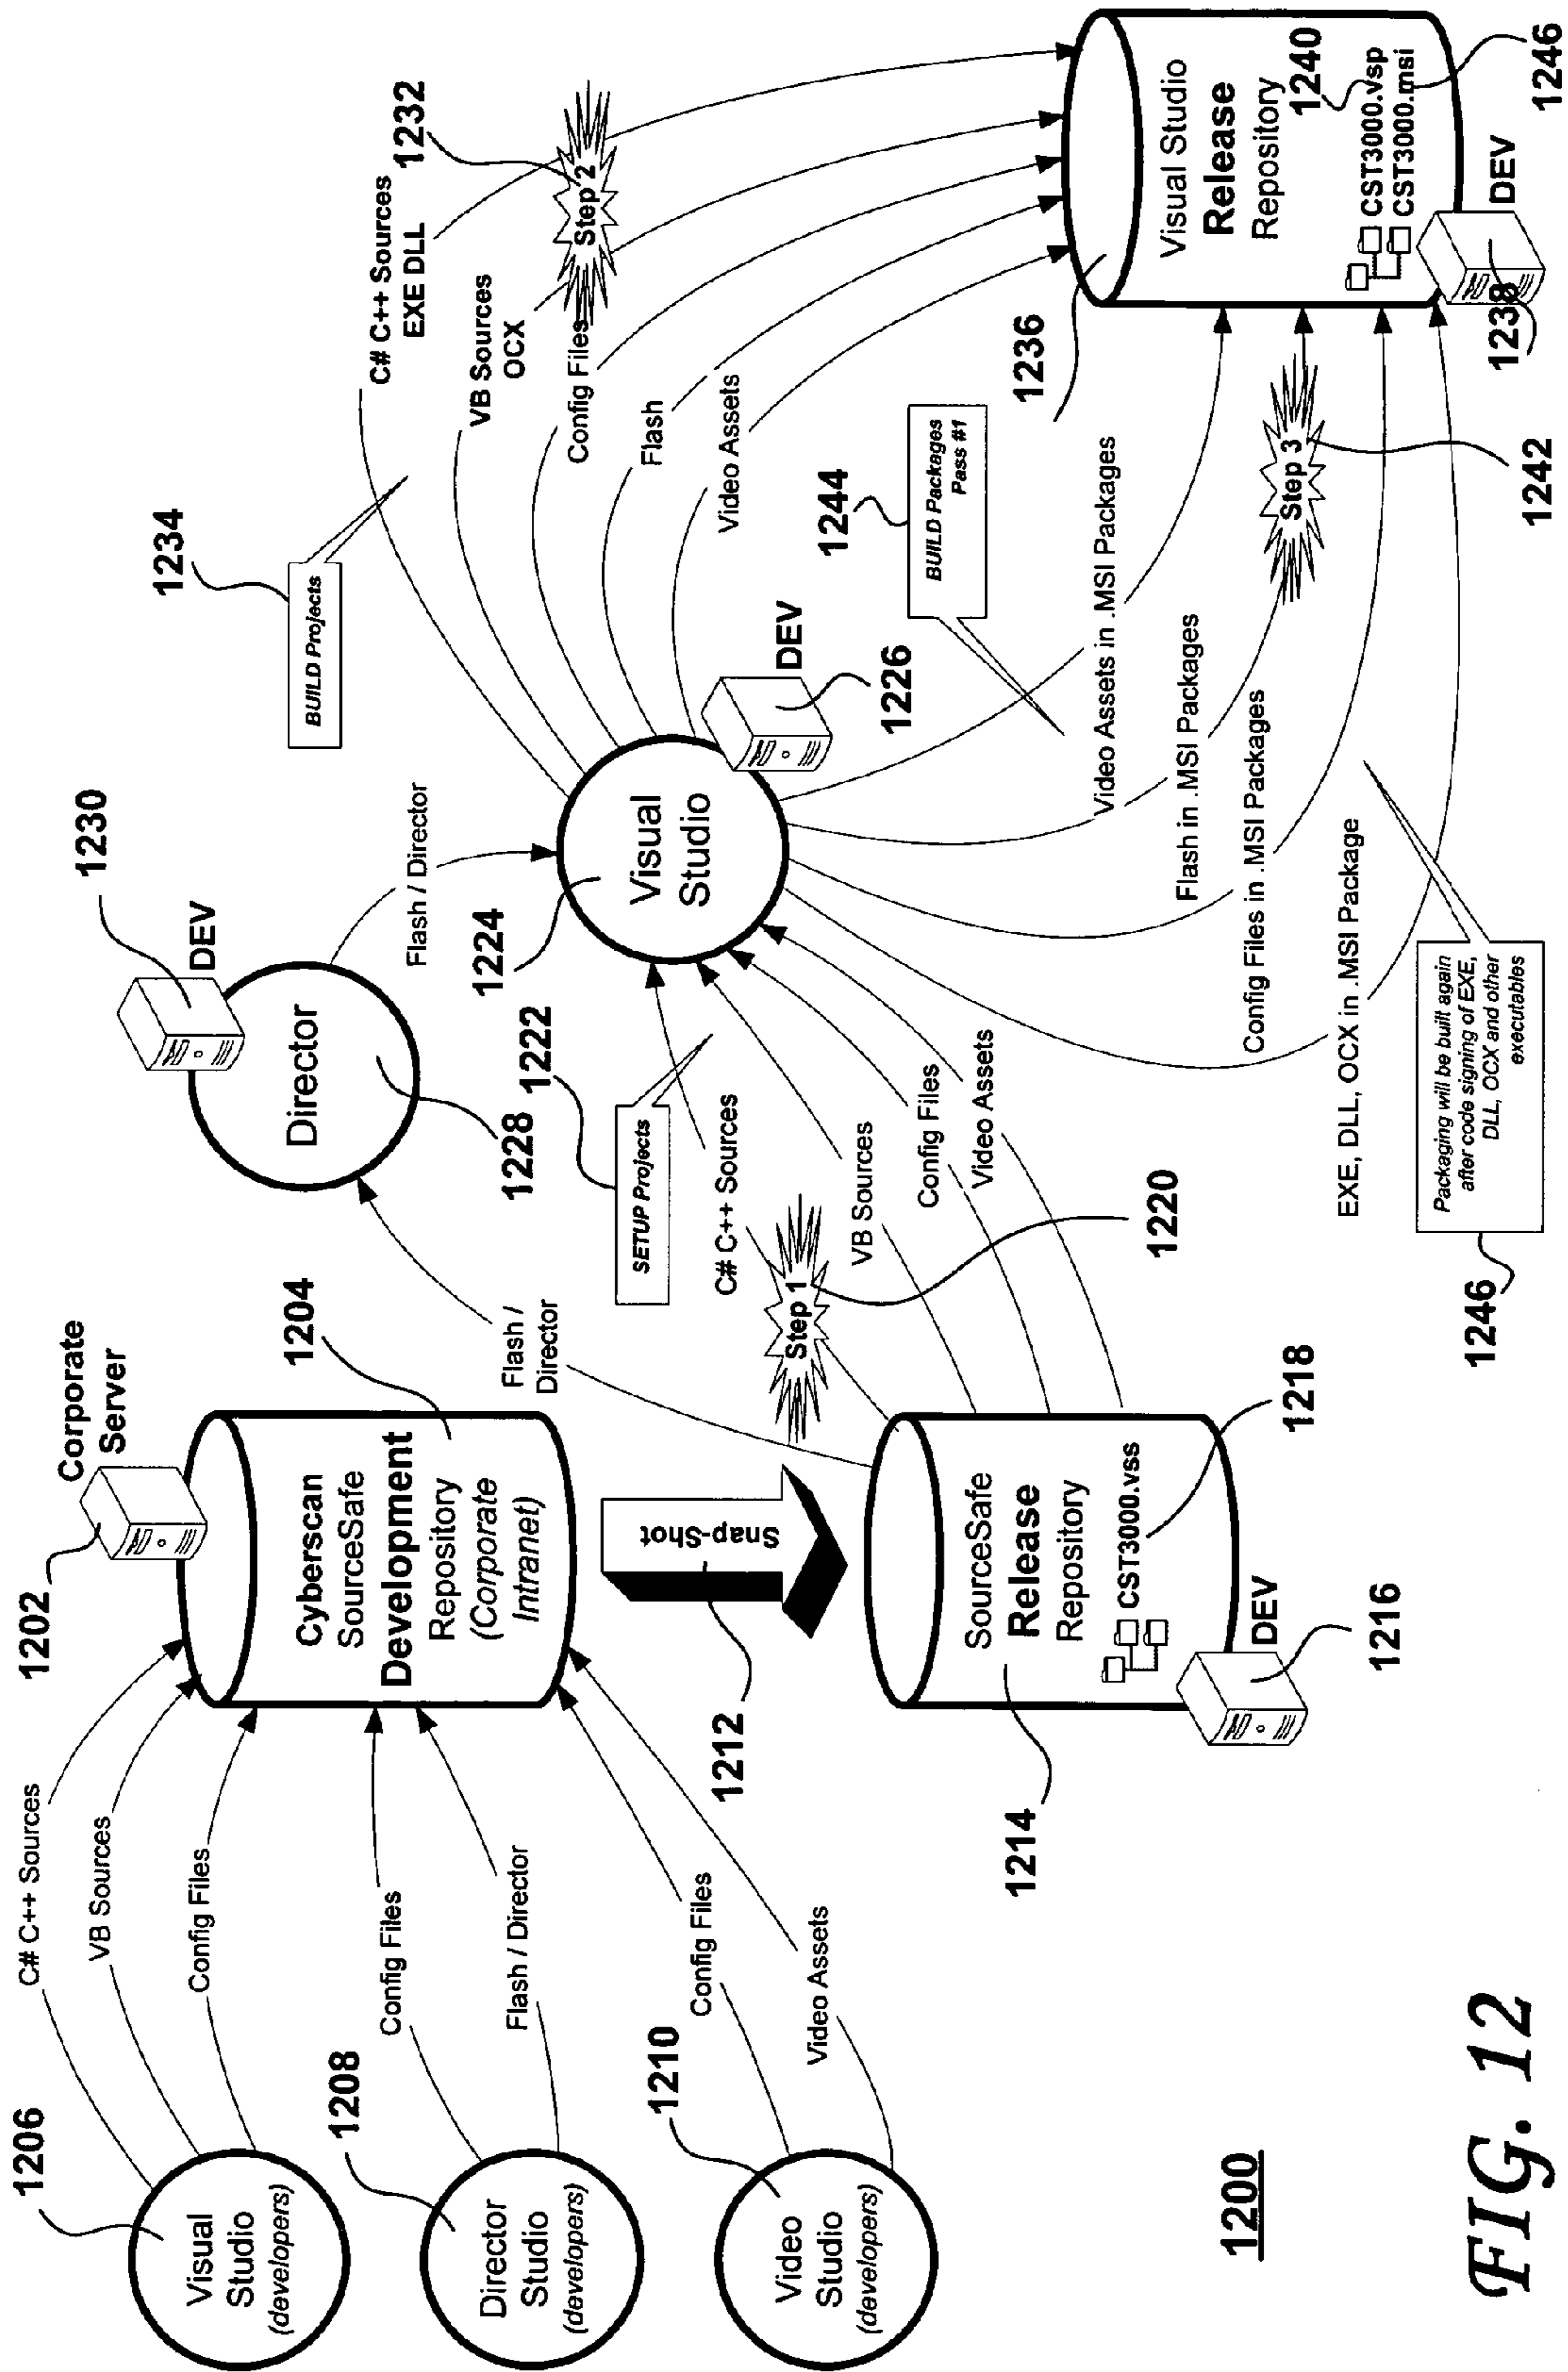 1206
Visual
Studio
(developers)
1208
Director
Studio
(developers)
1210
Video
Studio
(developers)
C# C++ Sources
VB Sources
Config Files
Config Files
Flash / Director
Config Files
Video Assets
1202
Corporate
Server
1204
Cyberscan
SourceSafe
Development
Repository
(Corporate
Intranet)
1212
Snap-Shot
1214
SourceSafe
Release
Repository
CST3000.vss
1218
DEV
1216
Flash /
Director
1230
DEV
Director
1228
Flash / Director
1222
SETUP Projects
C# C++ Sources
Step 1
1220
VB Sources
Config Files
Video Assets
1224
Visual
Studio
DEV
1226
1234
BUILD Projects
C# C++ Sources
EXE DLL
1232
VB Sources
OCX
Step 2
Config Files
Flash
Video Assets
1244
BUILD Packages
Pass #1
Video Assets in .MSI Packages
Flash in .MSI Packages
Config Files in .MSI Packages
EXE, DLL, OCX in .MSI Package
Step 3
1242
1246
Packaging will be built again
after code signing of EXE,
DLL, OCX and other
executables
1236
Visual Studio
Release
Repository
1240
CST3000.vsp
CST3000.msi
1246
DEV
1238
1200
FIG. 12